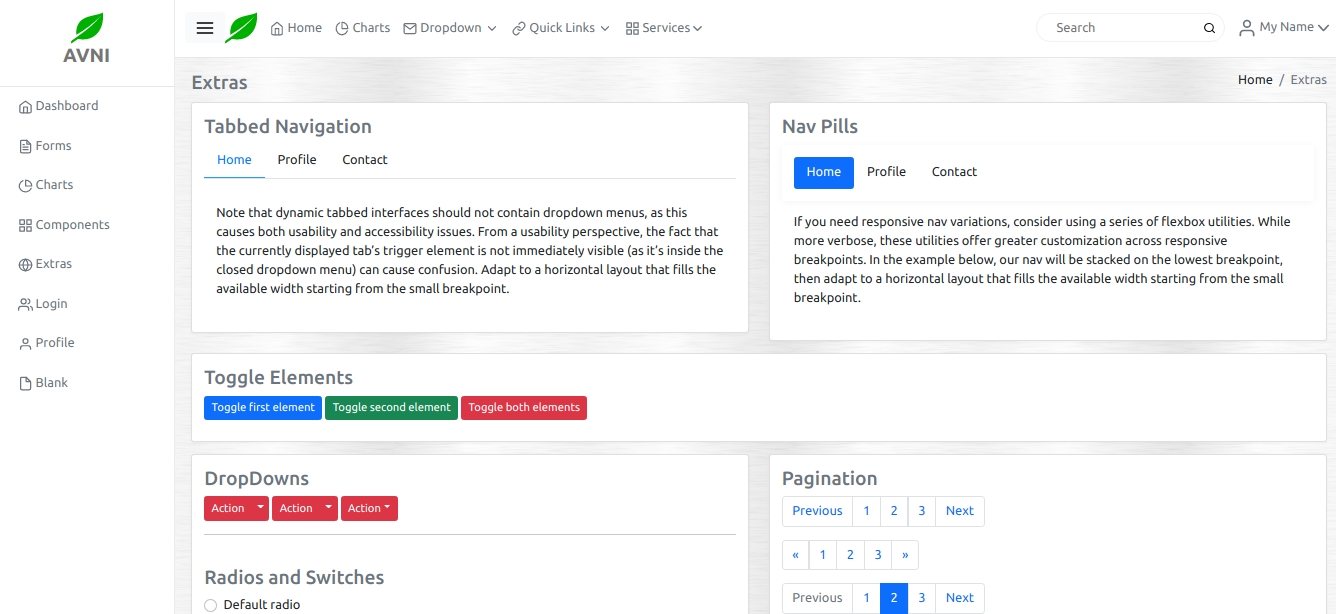 AVNI
Home Charts Dropdown Quick Links Services
Search
My Name
Dashboard
Forms
Charts
Components
Extras
Login
Profile
Blank
Extras
Home / Extras
Tabbed Navigation
Home Profile Contact
Note that dynamic tabbed interfaces should not contain dropdown menus, as this
causes both usability and accessibility issues. From a usability perspective, the fact that
the currently displayed tab’s trigger element is not immediately visible (as it’s inside the
closed dropdown menu) can cause confusion. Adapt to a horizontal layout that fills the
available width starting from the small breakpoint.
Nav Pills
Home Profile Contact
If you need responsive nav variations, consider using a series of flexbox utilities. While
more verbose, these utilities offer greater customization across responsive
breakpoints. In the example below, our nav will be stacked on the lowest breakpoint,
then adapt to a horizontal layout that fills the available width starting from the small
breakpoint.
Toggle Elements
Toggle first element Toggle second element Toggle both elements
DropDowns
Action Action Action
Radios and Switches
Default radio
Pagination
Previous 1 2 3 Next
« 1 2 3 »
Previous 1 2 3 Next